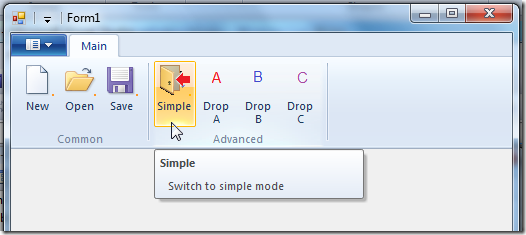 Form1
Main
New Open Save Simple Drop A Drop B Drop C
Common Advanced
Simple
Switch to simple mode